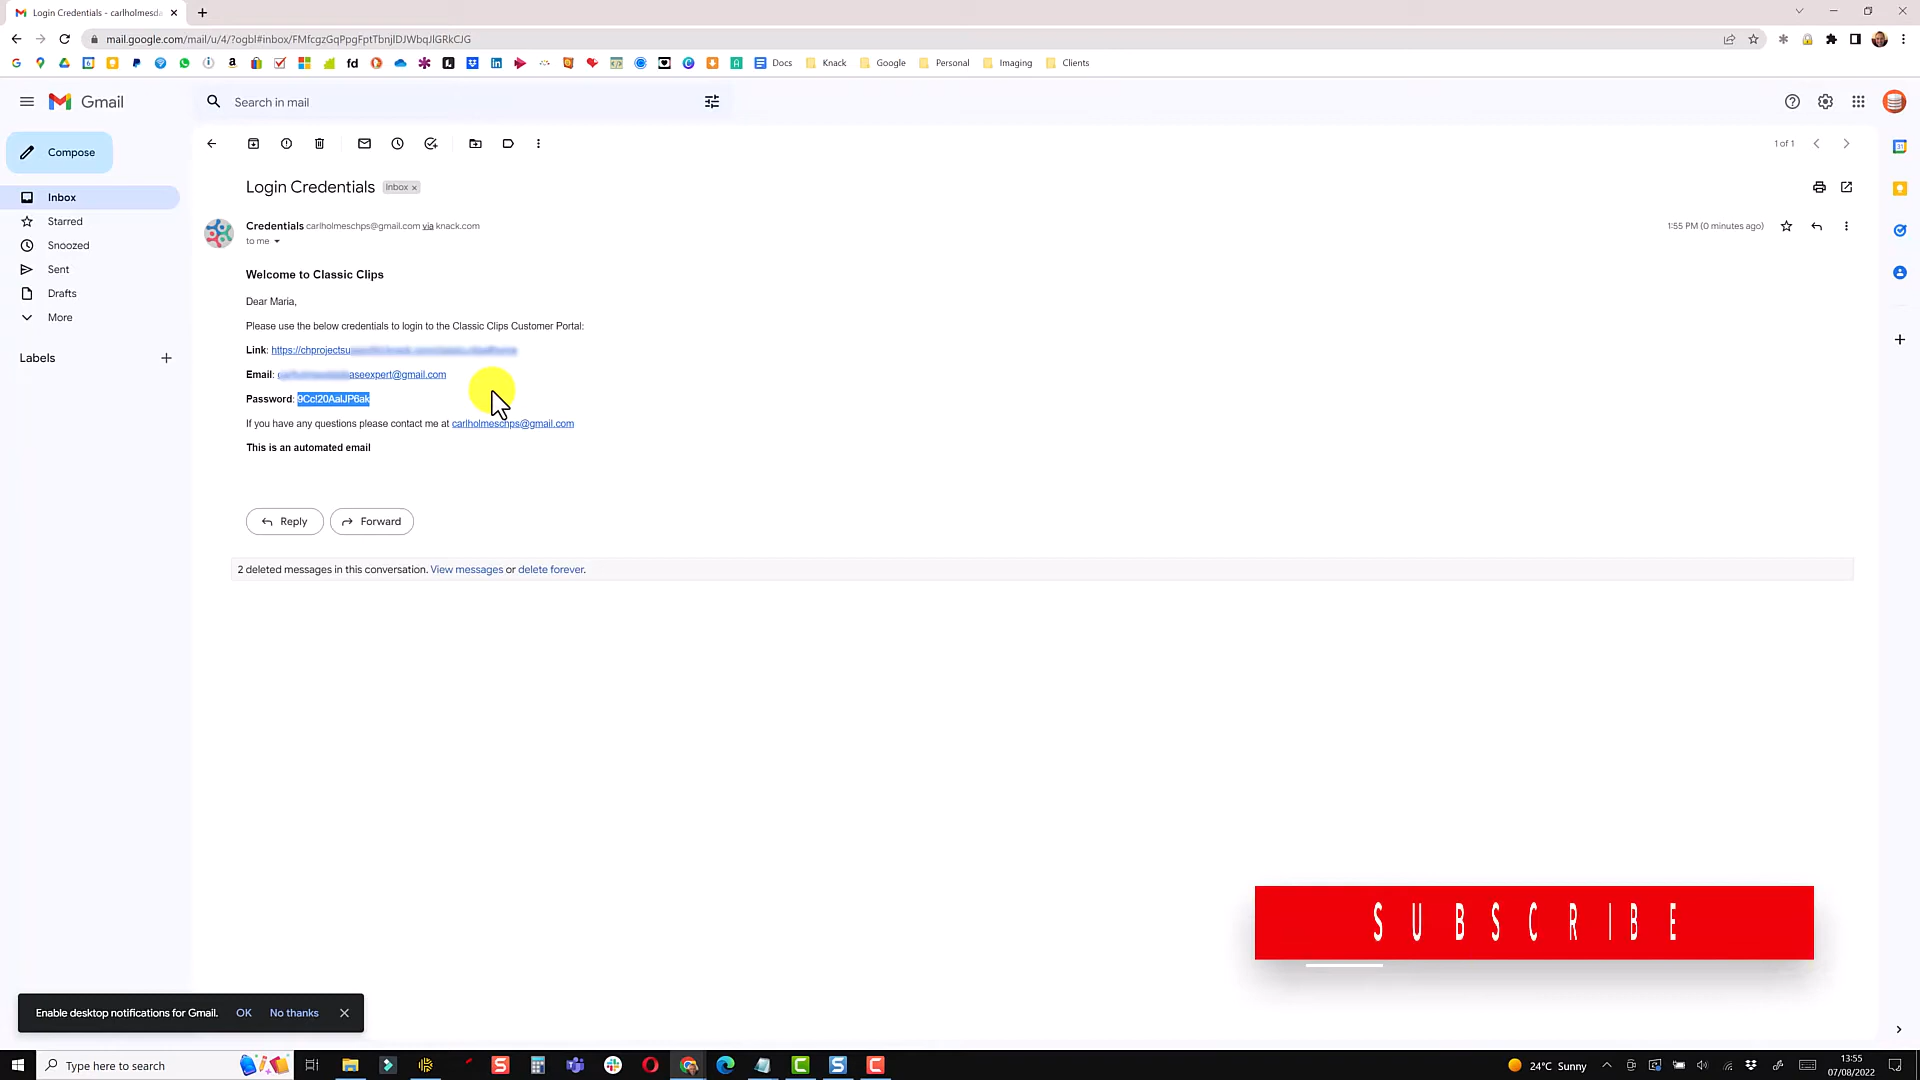 Login Credentials - carlholmesda
mail.google.com/mail/u/4/?ogbl#inbox/FMfcgzGqPpgFptTbnjlDJWbqJlGRkCJG
Docs Knack Google Personal Imaging Clients
Gmail
Search in mail
Compose
1 of 1
Inbox
Starred
Snoozed
Sent
Drafts
More
Labels
Login Credentials Inbox x
Credentials carlholmeschps@gmail.com via knack.com
1:55 PM (0 minutes ago)
to me
Welcome to Classic Clips
Dear Maria,
Please use the below credentials to login to the Classic Clips Customer Portal:
Link: https://chprojectsu
Email: aseexpert@gmail.com
Password: 9Cc!20AalJP6ak
If you have any questions please contact me at carlholmeschps@gmail.com
This is an automated email
Reply Forward
2 deleted messages in this conversation. View messages or delete forever.
SUBSCRIBE
Enable desktop notifications for Gmail. OK No thanks
Type here to search
24°C Sunny
13:55
07/08/2022